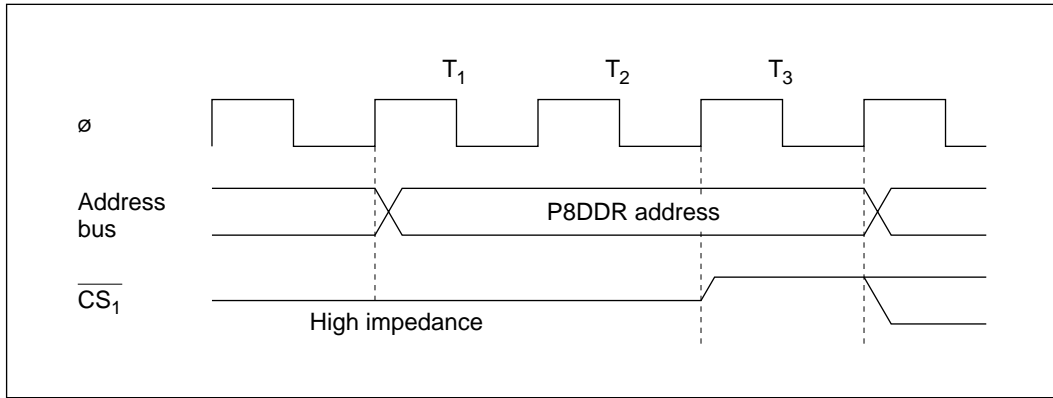 T₁ T₂ T₃
ø
Address
bus
P8DDR address
CS₁
High impedance